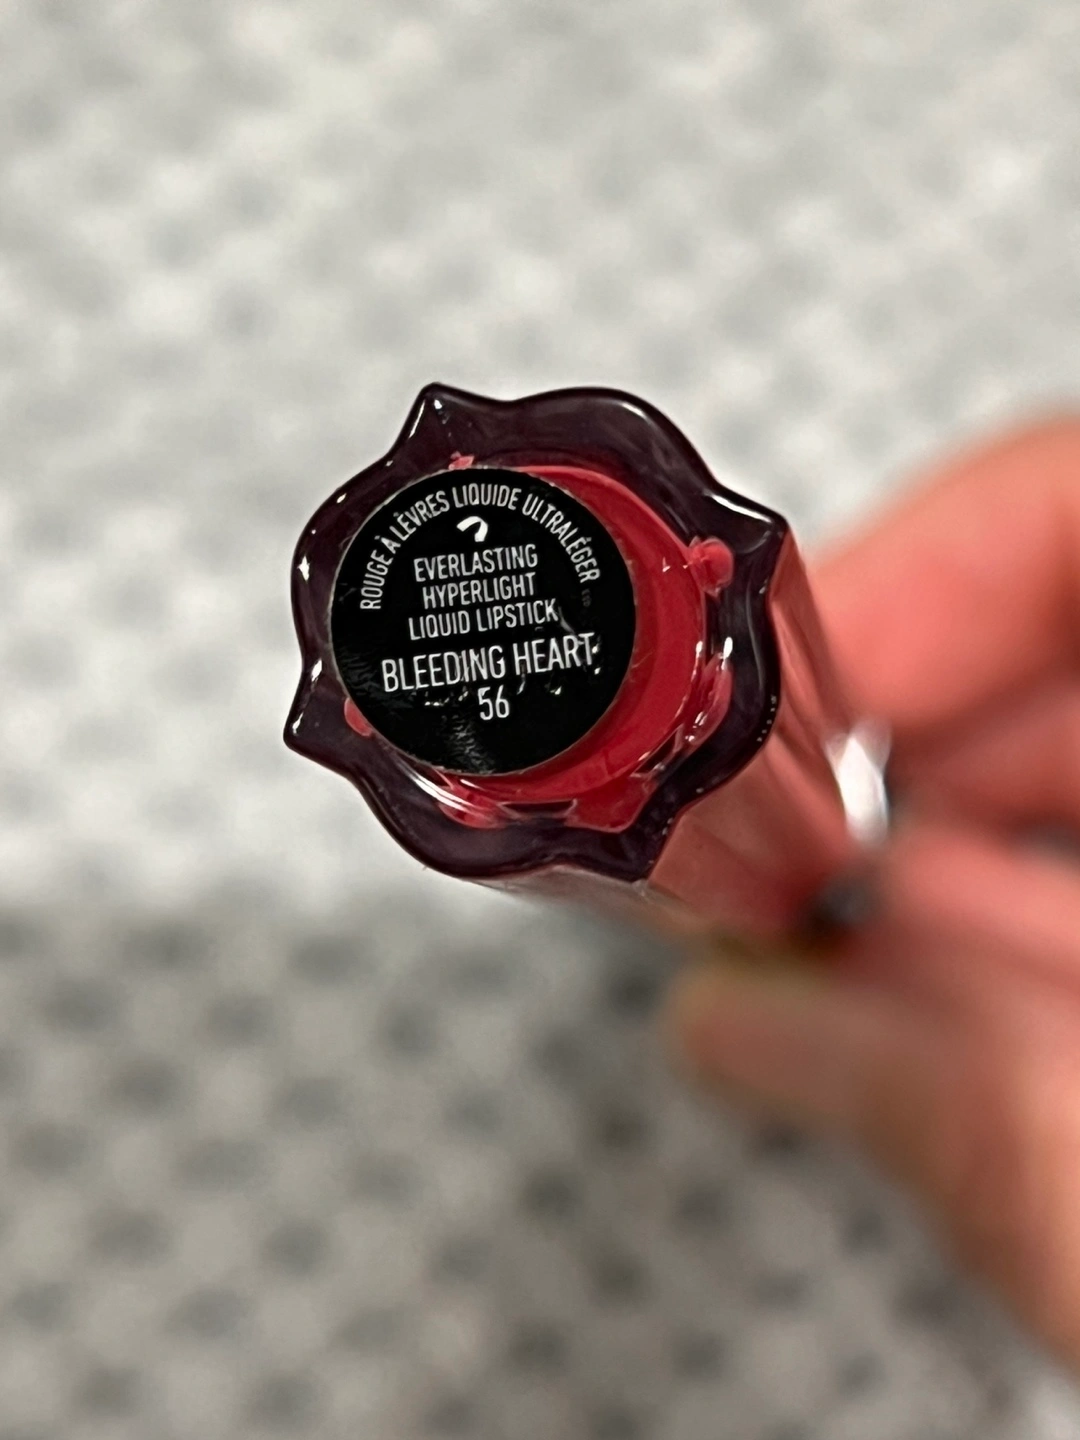 ROUGE À LÈVRES LIQUIDE ULTRALÉGER
EVERLASTING
HYPERLIGHT
LIQUID LIPSTICK
BLEEDING HEART
56